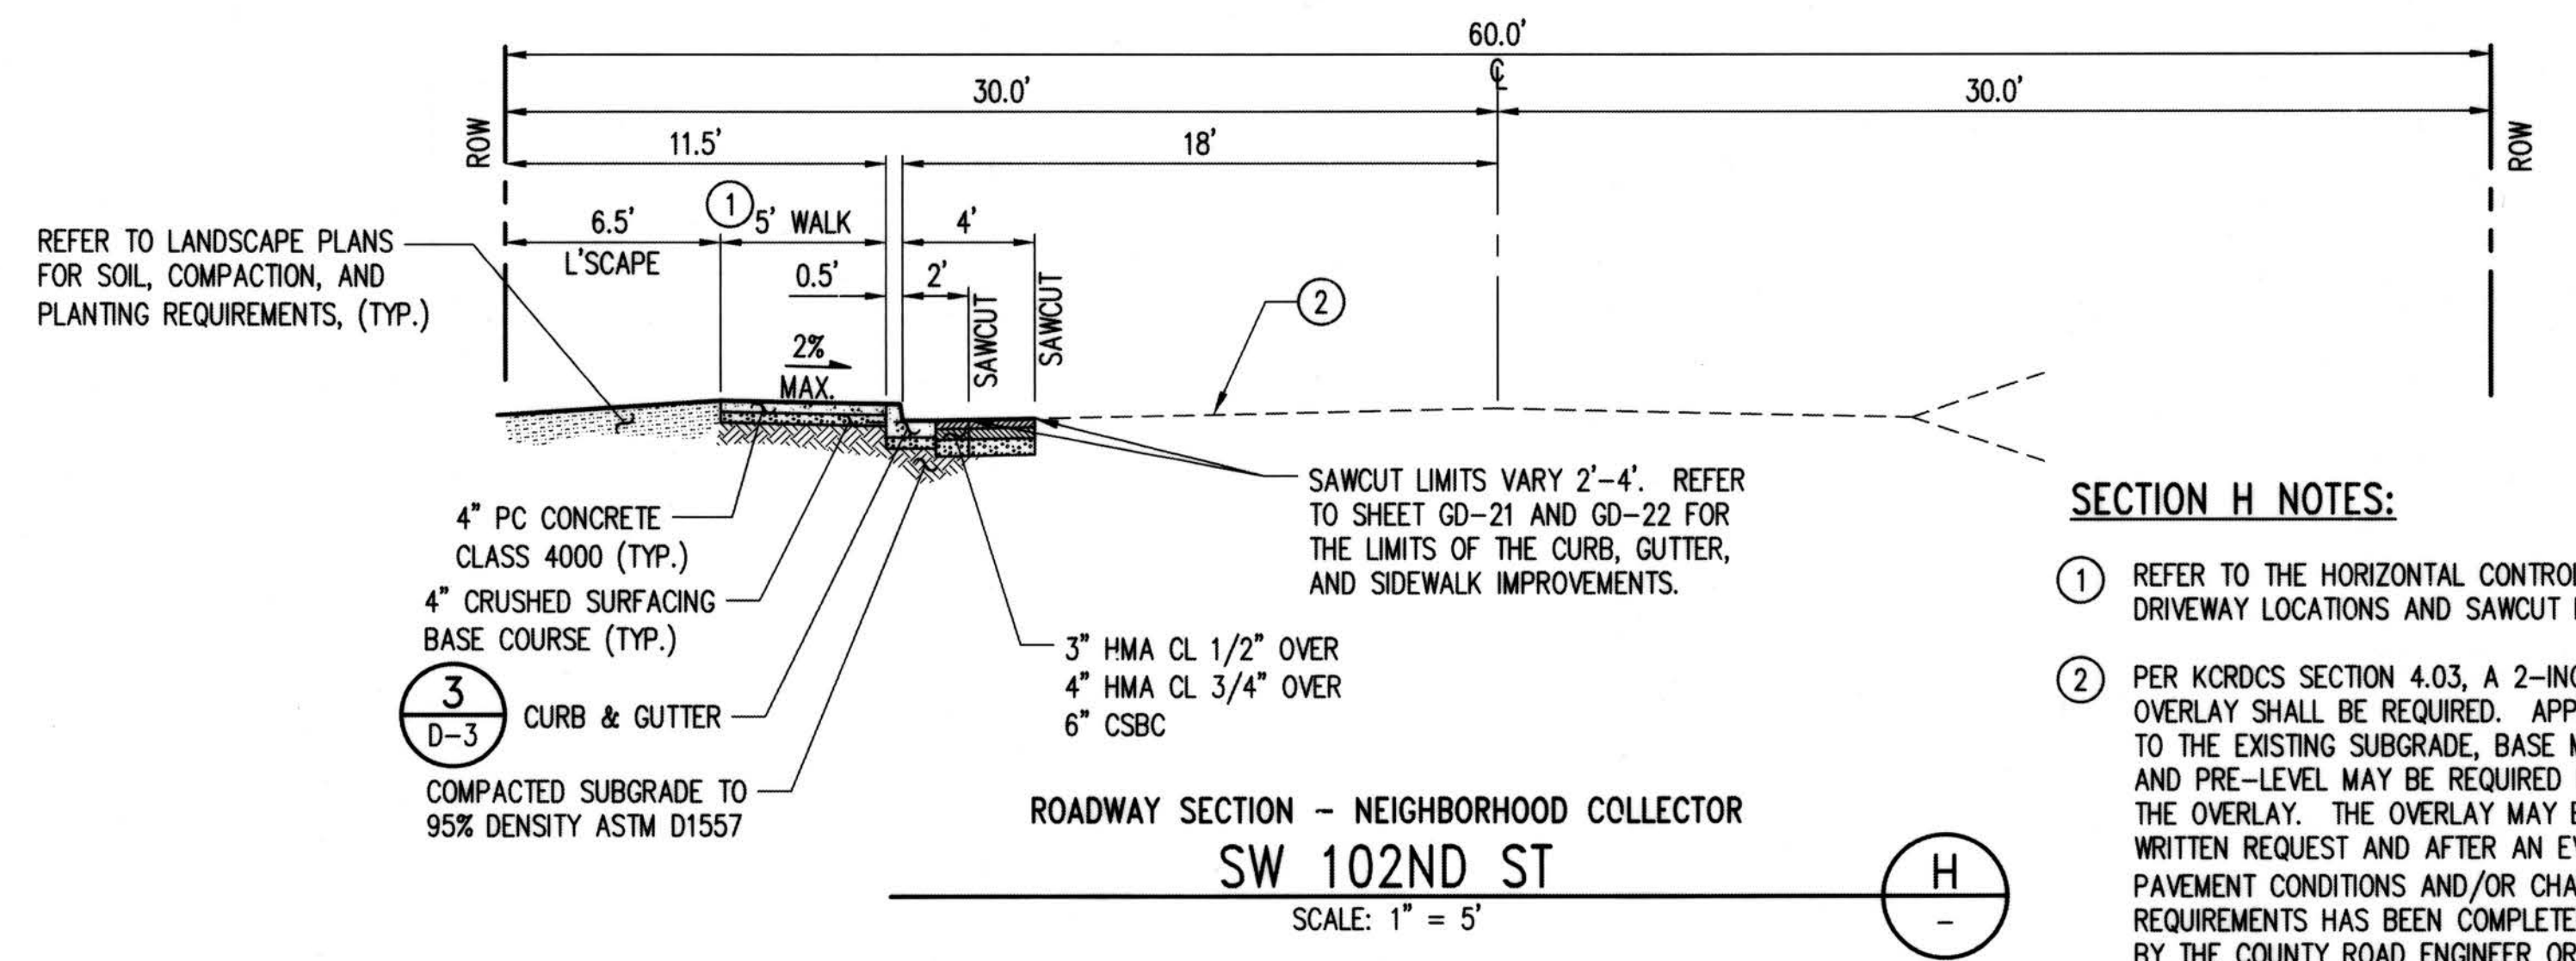 60.0'
℄
30.0'
30.0'
ROW
11.5'
18'
ROW
1
6.5'
5' WALK
4'
L'SCAPE
0.5'
2'
SAWCUT
SAWCUT
2%
MAX.
2
REFER TO LANDSCAPE PLANS
FOR SOIL, COMPACTION, AND
PLANTING REQUIREMENTS, (TYP.)
4" PC CONCRETE
CLASS 4000 (TYP.)
4" CRUSHED SURFACING
BASE COURSE (TYP.)
3
D-3
CURB & GUTTER
COMPACTED SUBGRADE TO
95% DENSITY ASTM D1557
SAWCUT LIMITS VARY 2'-4'. REFER
TO SHEET GD-21 AND GD-22 FOR
THE LIMITS OF THE CURB, GUTTER,
AND SIDEWALK IMPROVEMENTS.
3" HMA CL 1/2" OVER
4" HMA CL 3/4" OVER
6" CSBC
ROADWAY SECTION - NEIGHBORHOOD COLLECTOR
SW 102ND ST
SCALE: 1" = 5'
H
-
SECTION H NOTES:
1 REFER TO THE HORIZONTAL
DRIVEWAY LOCATIONS AND SAWCUT
2 PER KCRDCS SECTION 4.03, A
OVERLAY SHALL BE REQUIRED.
TO THE EXISTING SUBGRADE, BASE
AND PRE-LEVEL MAY BE REQUIRED
THE OVERLAY. THE OVERLAY MAY
WRITTEN REQUEST AND AFTER AN
PAVEMENT CONDITIONS AND/OR
REQUIREMENTS HAS BEEN
BY THE COUNTY ROAD ENGINEER OR